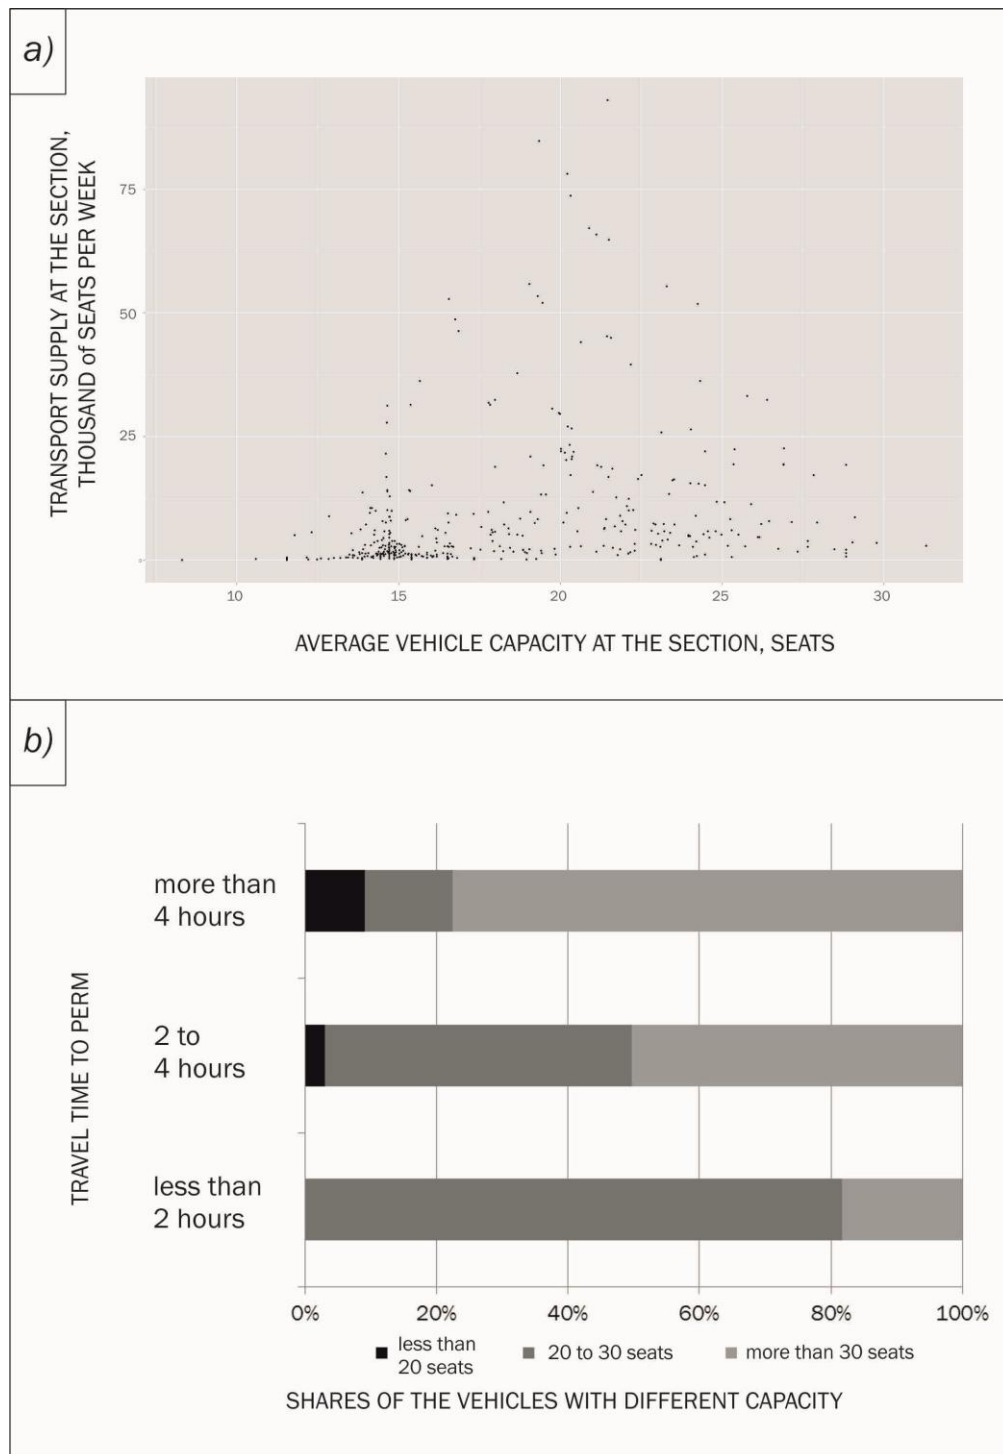 a)
TRANSPORT SUPPLY AT THE SECTION,
THOUSAND of SEATS PER WEEK
75
50
25
0
10 15 20 25 30
AVERAGE VEHICLE CAPACITY AT THE SECTION, SEATS
b)
TRAVEL TIME TO PERM
more than
4 hours
2 to
4 hours
less than
2 hours
0% 20% 40% 60% 80% 100%
less than
20 seats
20 to 30 seats
more than 30 seats
SHARES OF THE VEHICLES WITH DIFFERENT CAPACITY